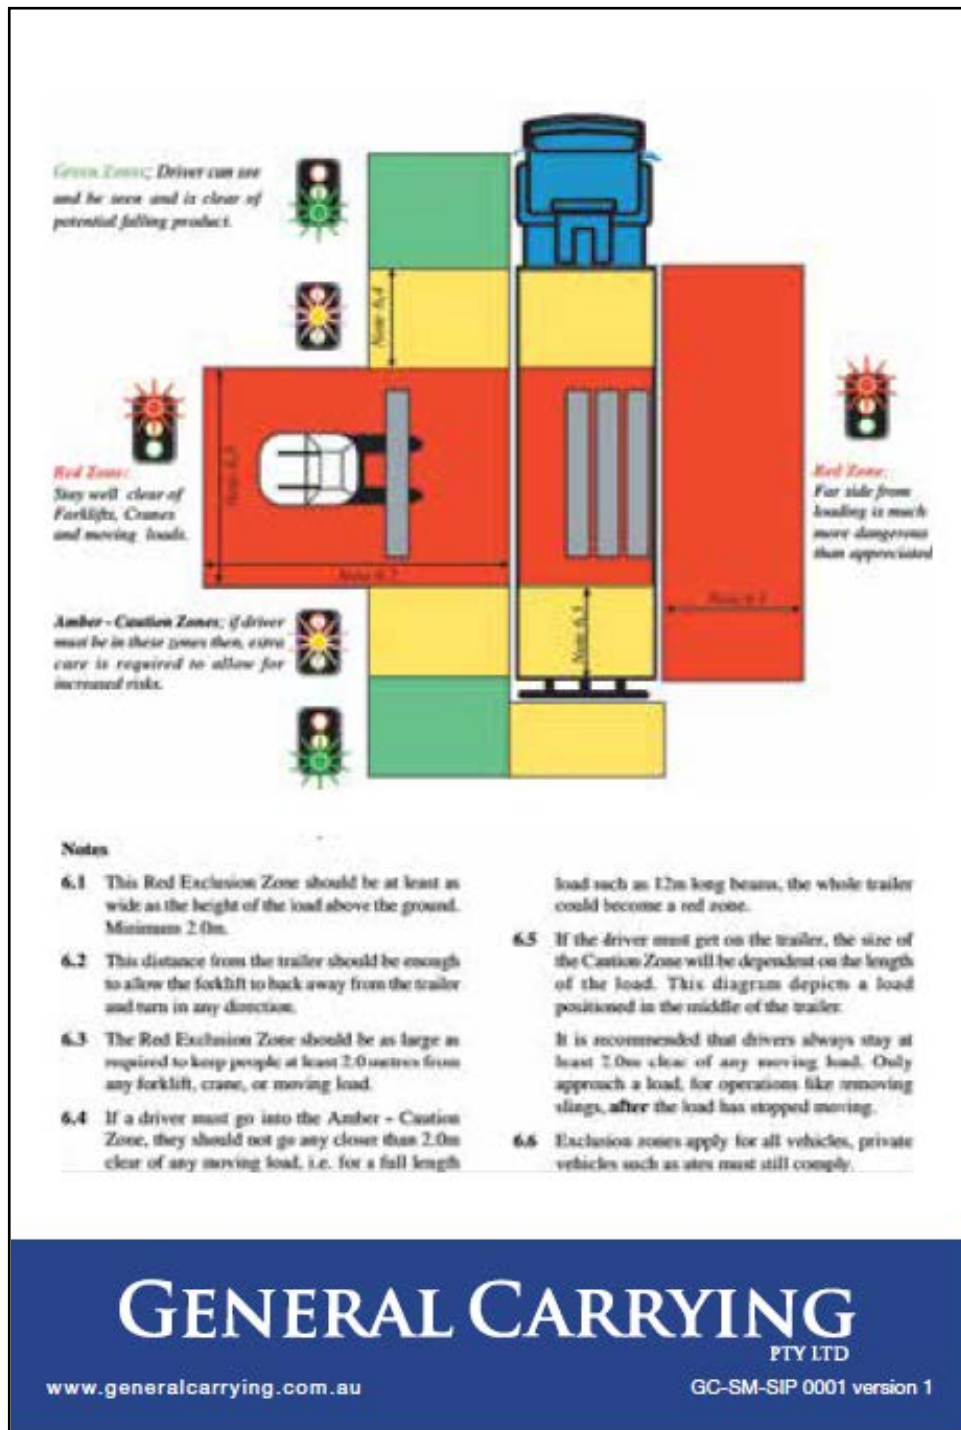 Green Zones; Driver can see
and be seen and is clear of
potential falling product.
Note 6.4
Red Zone:
Stay well clear of
Forklifts, Cranes
and moving loads.
Note 6.3
Note 6.2
Red Zone;
Far side from
loading is much
more dangerous
than appreciated
Note 6.1
Amber - Caution Zones; if driver
must be in these zones then, extra
care is required to allow for
increased risks.
Note 6.5
Notes
6.1 This Red Exclusion Zone should be at least as
wide as the height of the load above the ground.
Minimum 2.0m.
6.2 This distance from the trailer should be enough
to allow the forklift to back away from the trailer
and turn in any direction.
6.3 The Red Exclusion Zone should be as large as
required to keep people at least 2.0 metres from
any forklift, crane, or moving load.
6.4 If a driver must go into the Amber - Caution
Zone, they should not go any closer than 2.0m
clear of any moving load, i.e. for a full length
load such as 12m long beams, the whole trailer
could become a red zone.
6.5 If the driver must get on the trailer, the size of
the Caution Zone will be dependent on the length
of the load. This diagram depicts a load
positioned in the middle of the trailer.
It is recommended that drivers always stay at
least 2.0m clear of any moving load. Only
approach a load, for operations like removing
slings, after the load has stopped moving.
6.6 Exclusion zones apply for all vehicles, private
vehicles such as utes must still comply.
GENERAL CARRYING
PTY LTD
www.generalcarrying.com.au
GC-SM-SIP 0001 version 1